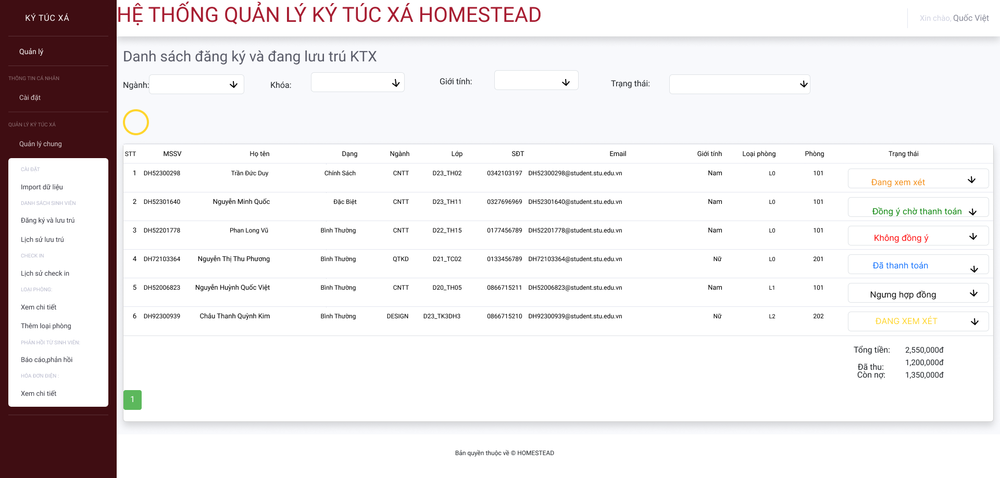 KÝ TÚC XÁ
Quản lý
THÔNG TIN CÁ NHÂN
Cài đặt
QUẢN LÝ KÝ TÚC XÁ
Quản lý chung
CÀI ĐẶT
Import dữ liệu
DANH SÁCH SINH VIÊN
Đăng ký và lưu trú
Lịch sử lưu trú
CHECK IN
Lịch sử check in
LOẠI PHÒNG:
Xem chi tiết
Thêm loại phòng
PHẢN HỒI TỪ SINH VIÊN:
Báo cáo,phản hồi
HÓA ĐƠN ĐIỆN :
Xem chi tiết
HỆ THỐNG QUẢN LÝ KÝ TÚC XÁ HOMESTEAD
Xin chào, Quốc Việt
Danh sách đăng ký và đang lưu trú KTX
Ngành: Khóa: Giới tính: Trạng thái:
STT MSSV Họ tên Dạng Ngành Lớp SĐT Email Giới tính Loại phòng Phòng Trạng thái
1 DH52300298 Trần Đức Duy Chính Sách CNTT D23_TH02 0342103197 DH52300298@student.stu.edu.vn Nam L0 101 Đang xem xét
2 DH52301640 Nguyễn Minh Quốc Đặc Biệt CNTT D23_TH11 0327696969 DH52301640@student.stu.edu.vn Nam L0 101 Đồng ý chờ thanh toán
3 DH52201778 Phan Long Vũ Bình Thường CNTT D22_TH15 0177456789 DH52201778@student.stu.edu.vn Nam L0 101 Không đồng ý
4 DH72103364 Nguyễn Thị Thu Phương Bình Thường QTKD D21_TC02 0133456789 DH72103364@student.stu.edu.vn Nữ L0 201 Đã thanh toán
5 DH52006823 Nguyễn Huỳnh Quốc Việt Bình Thường CNTT D20_TH05 0866715211 DH52006823@student.stu.edu.vn Nam L1 101 Ngưng hợp đồng
6 DH92300939 Châu Thanh Quỳnh Kim Bình Thường DESIGN D23_TK3DH3 0866715210 DH92300939@student.stu.edu.vn Nữ L2 202 ĐANG XEM XÉT
Tổng tiền: 2,550,000đ
Đã thu: 1,200,000đ
Còn nợ: 1,350,000đ
1
Bản quyền thuộc về © HOMESTEAD